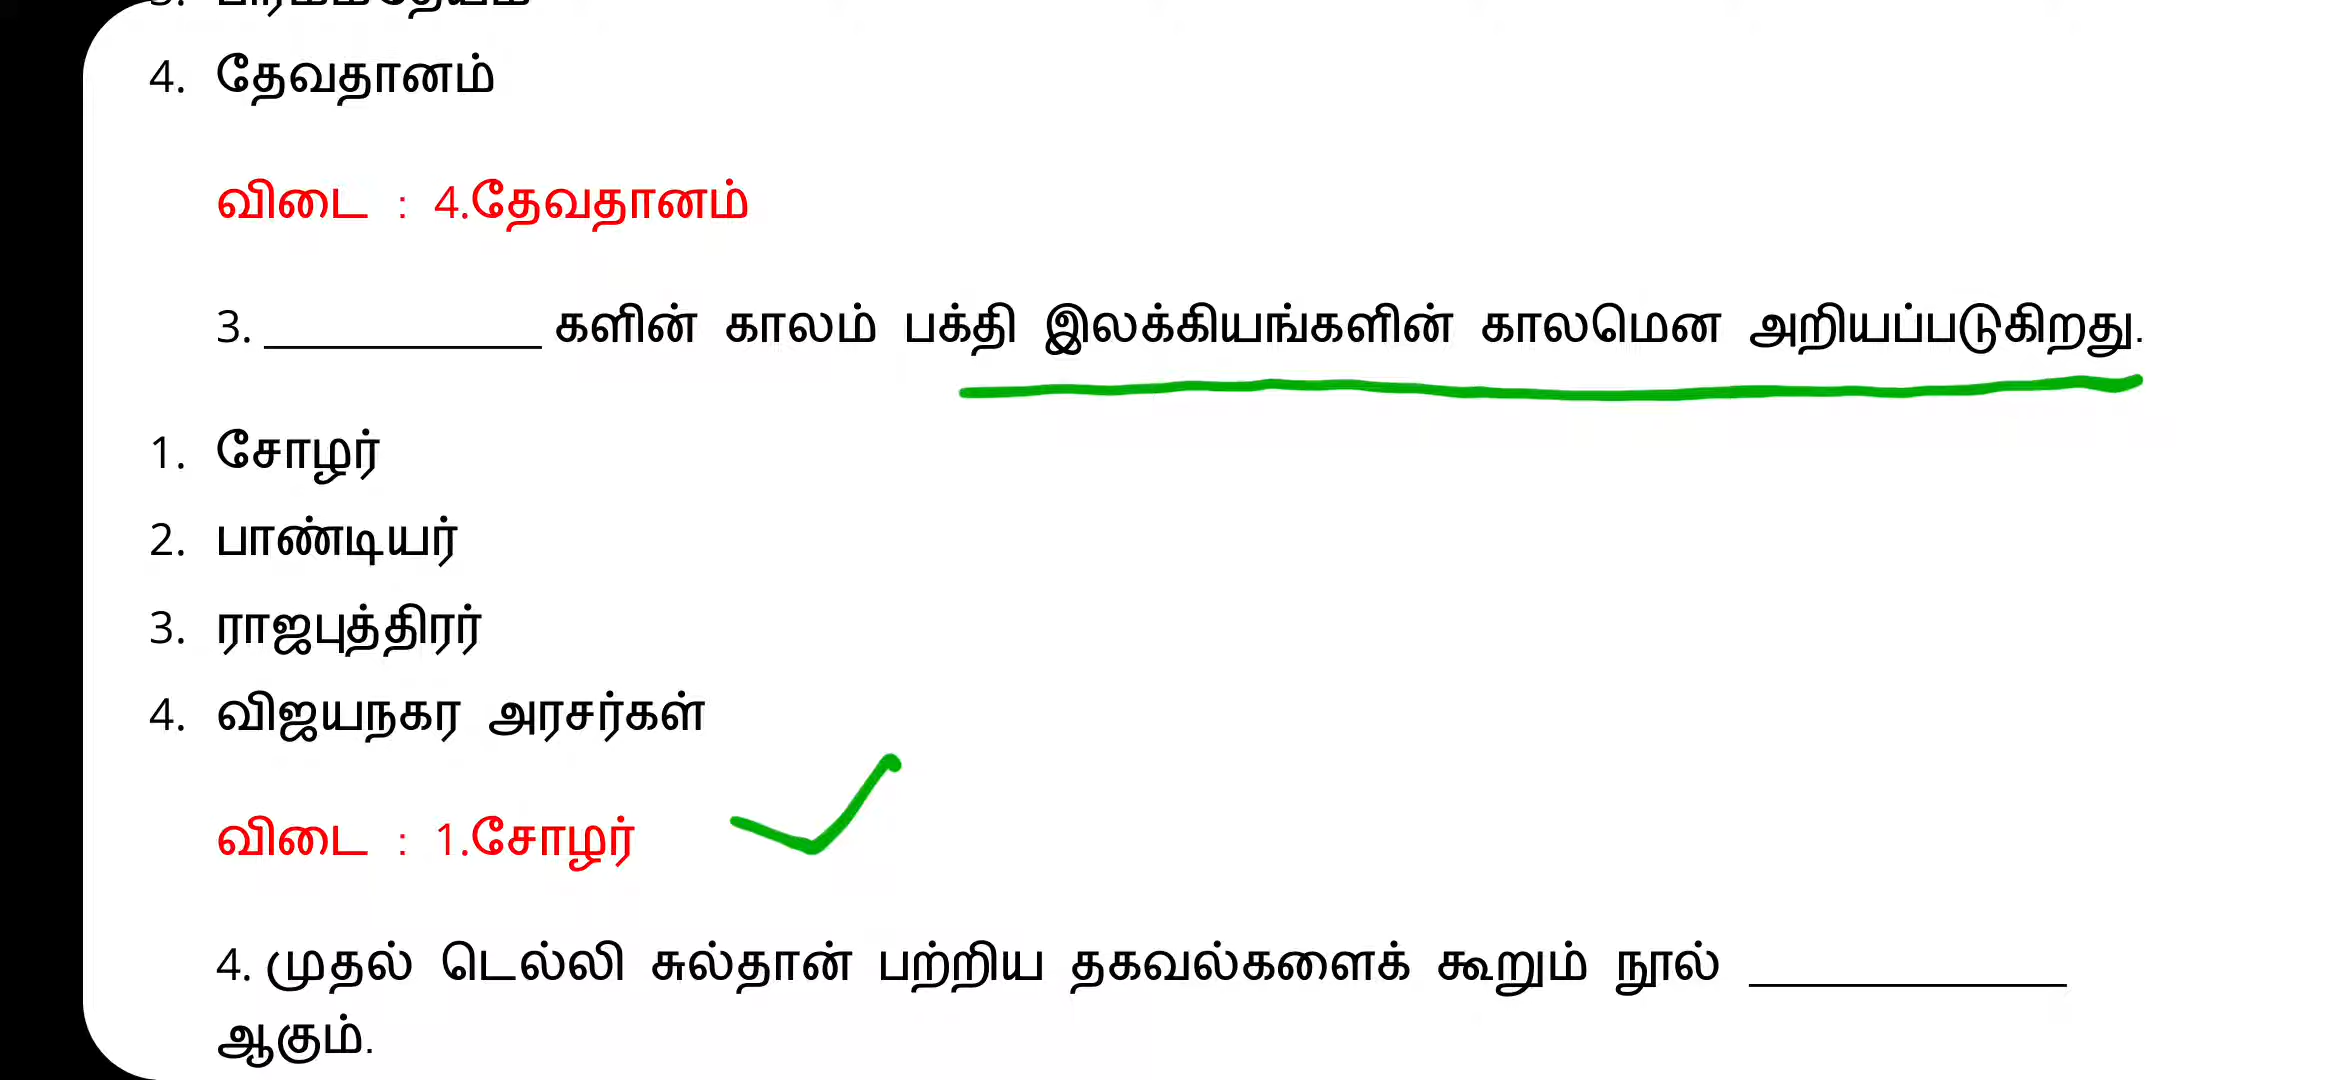 4. தேவதானம்
விடை : 4.தேவதானம்
3. ____________ களின் காலம் பக்தி இலக்கியங்களின் காலமென அறியப்படுகிறது.
1. சோழர்
2. பாண்டியர்
3. ராஜபுத்திரர்
4. விஜயநகர அரசர்கள்
விடை : 1.சோழர்
4. முதல் டெல்லி சுல்தான் பற்றிய தகவல்களைக் கூறும் நூல் ______________
ஆகும்.